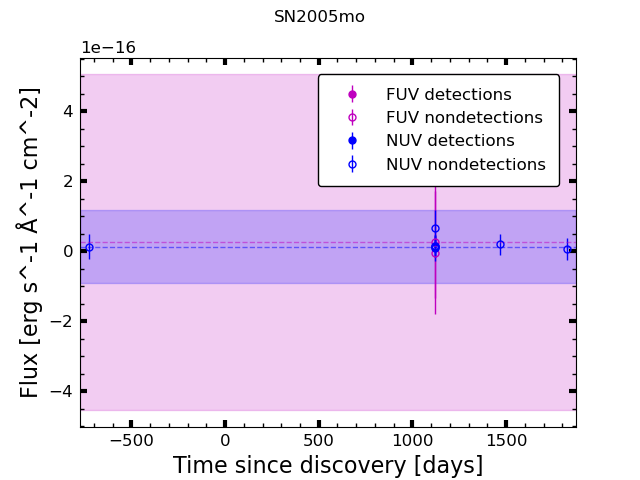 SN2005mo
1e−16
FUV detections
FUV nondetections
NUV detections
NUV nondetections
4
2
0
−2
−4
Flux [erg s^-1 Å^-1 cm^-2]
−500
0
500
1000
1500
Time since discovery [days]